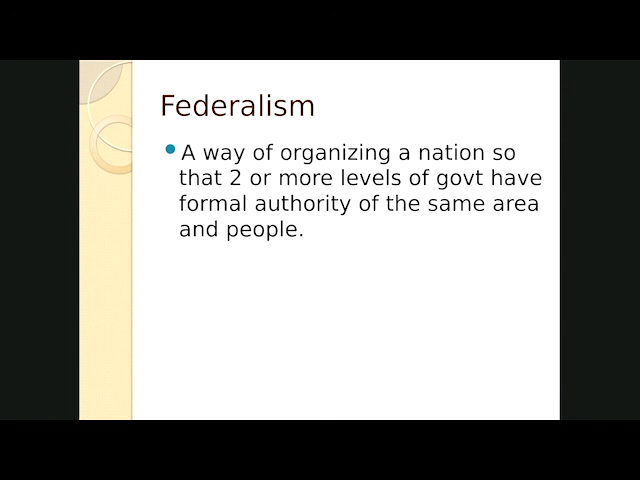 Federalism
A way of organizing a nation so
that 2 or more levels of govt have
formal authority of the same area
and people.